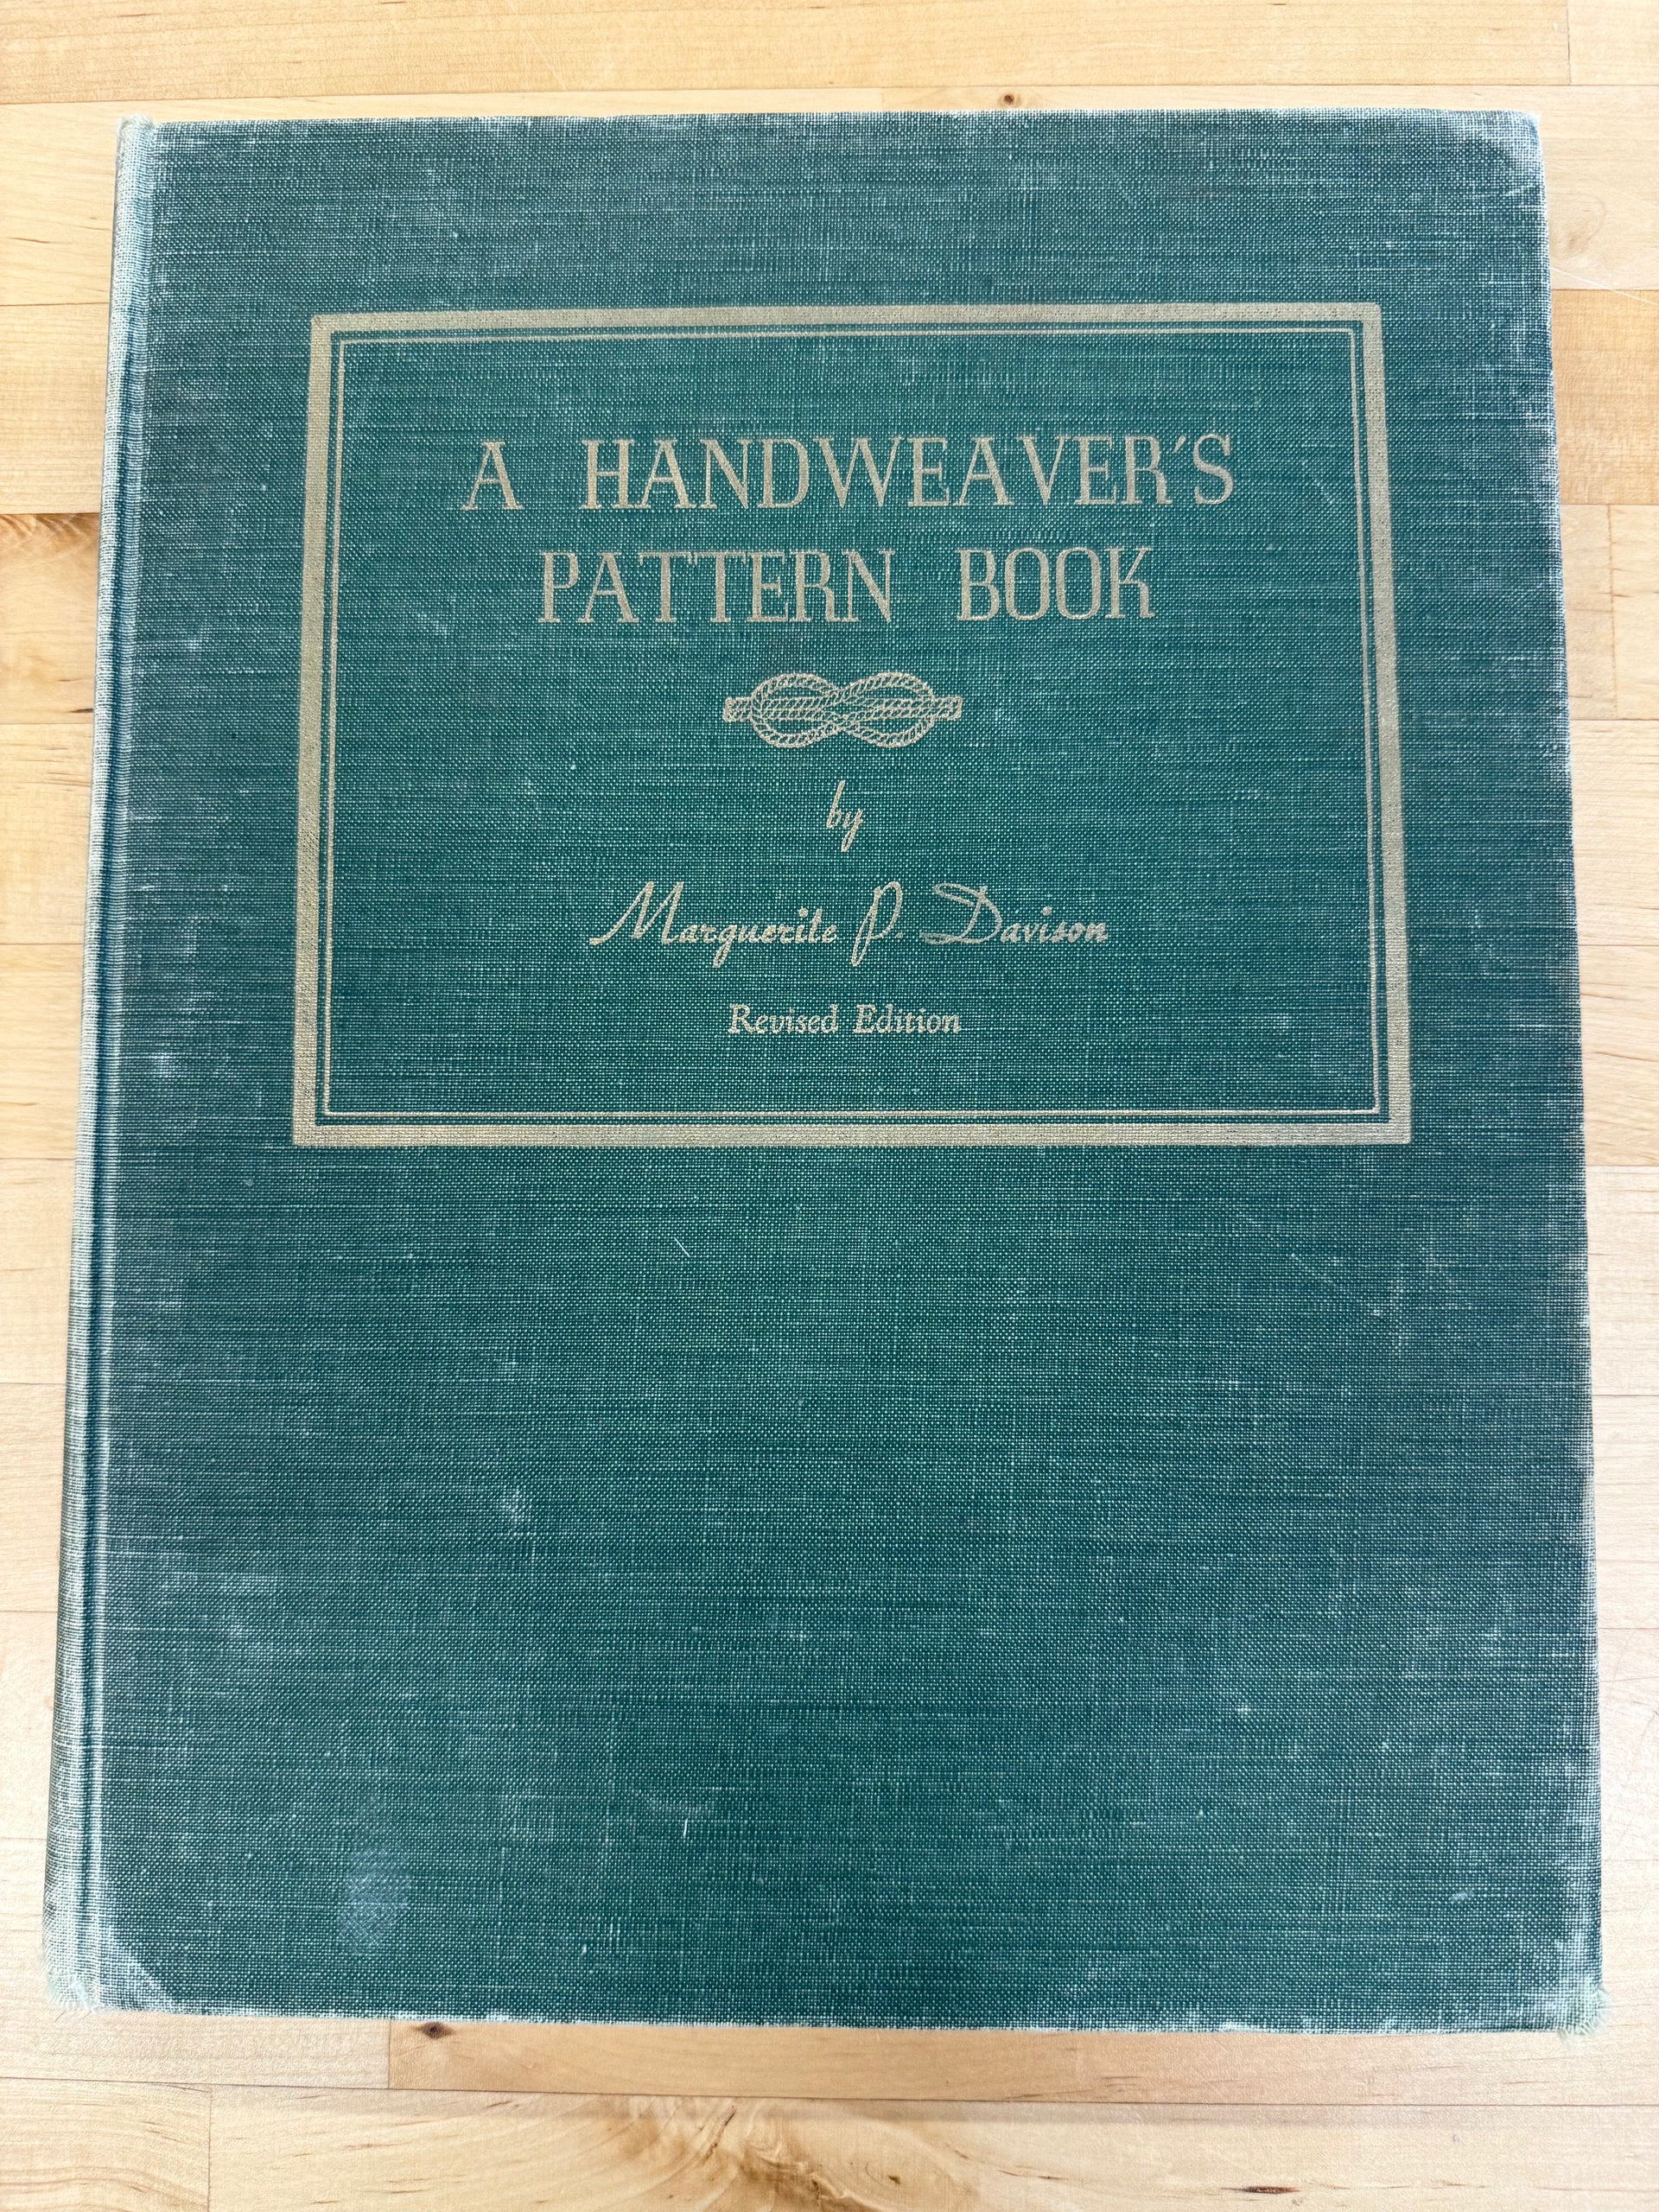 A HANDWEAVER'S
PATTERN BOOK
by
Marguerite P. Davison
Revised Edition